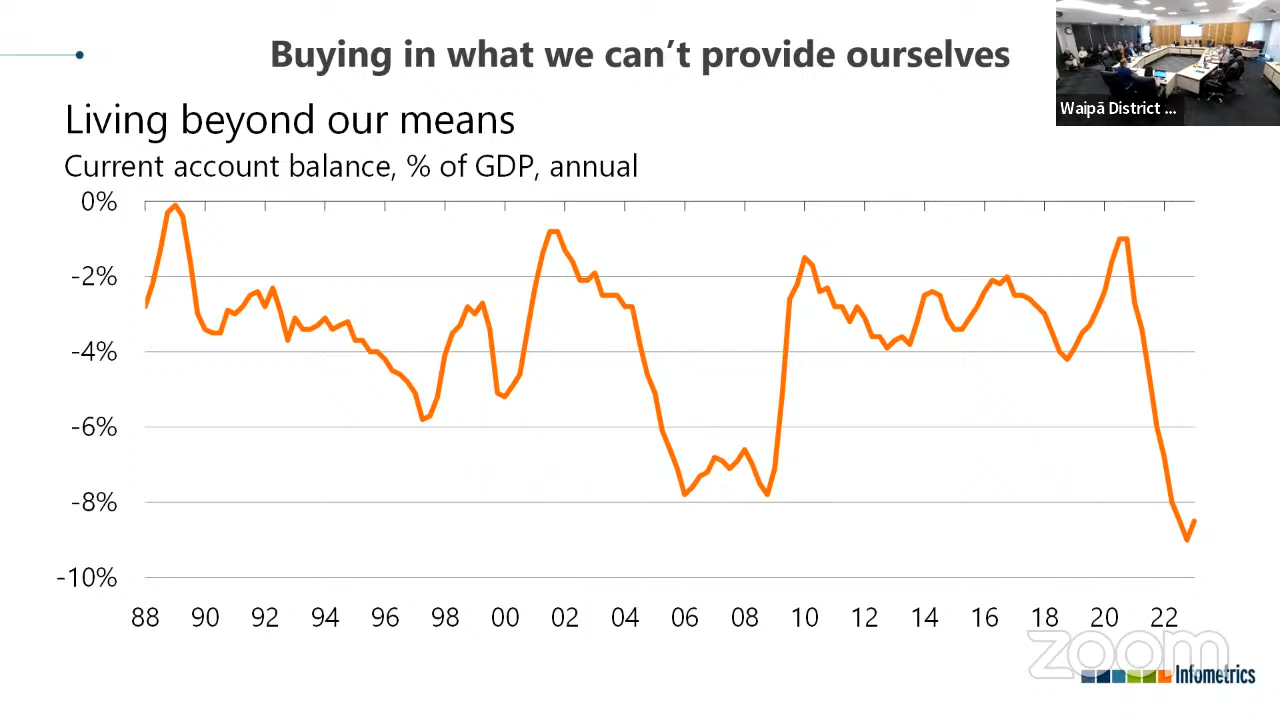 Buying in what we can’t provide ourselves
Waipā District ...
Living beyond our means
Current account balance, % of GDP, annual
0%
-2%
-4%
-6%
-8%
-10%
88 90 92 94 96 98 00 02 04 06 08 10 12 14 16 18 20 22
zoom
Infometrics